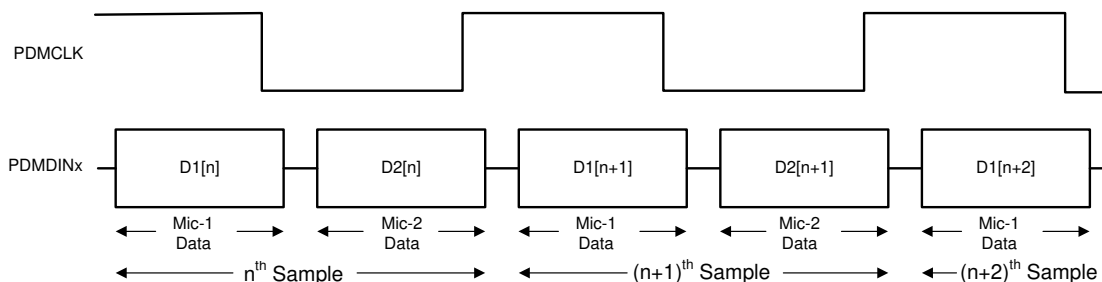 PDMCLK
PDMDINx
D1[n]
D2[n]
D1[n+1]
D2[n+1]
D1[n+2]
Mic-1
Data
Mic-2
Data
Mic-1
Data
Mic-2
Data
Mic-1
Data
nth Sample
(n+1)th Sample
(n+2)th Sample